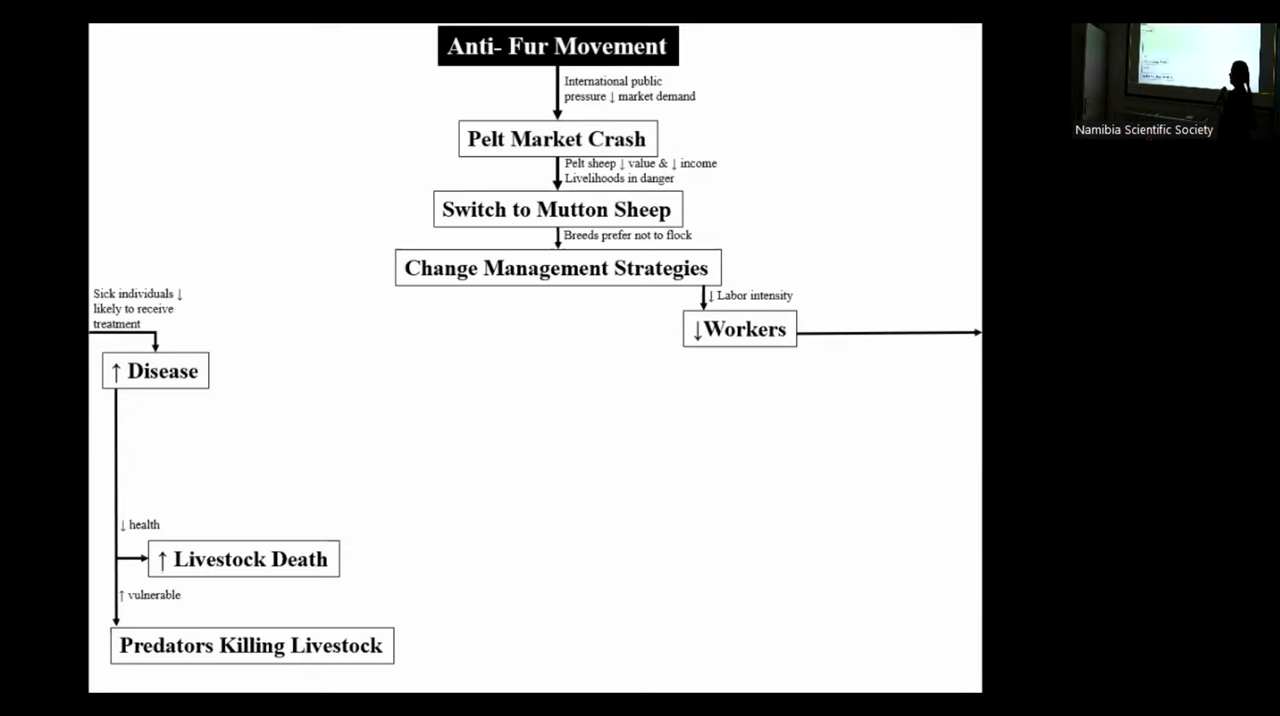 Anti- Fur Movement
International public
pressure ↓ market demand
Pelt Market Crash
Pelt sheep ↓ value & ↓ income
Livelihoods in danger
Switch to Mutton Sheep
Breeds prefer not to flock
Change Management Strategies
↓ Labor intensity
↓Workers
Sick individuals ↓
likely to receive
treatment
↑ Disease
↓ health
↑ Livestock Death
↑ vulnerable
Predators Killing Livestock
Namibia Scientific Society